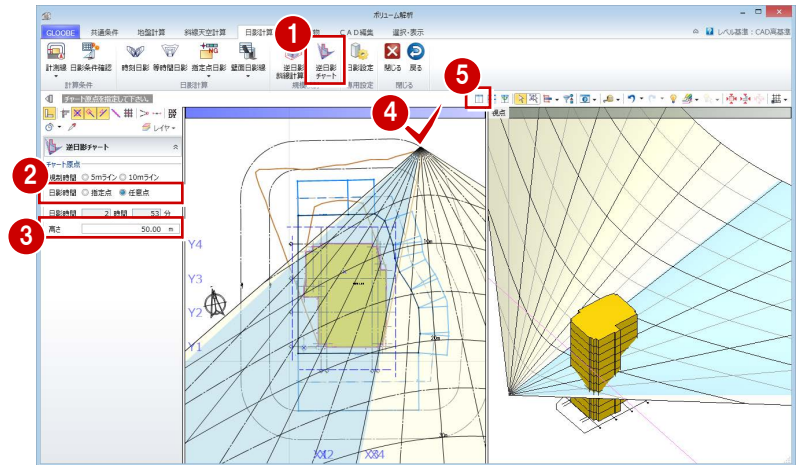 ボリューム解析
GLOOBE 共通条件 地盤計算 斜線天空計算 日影計算 物 CAD編集 選択・表示 レベル基準：CAD高基準
計測線 日影条件確認 時刻日影 等時間日影 指定点日影 壁面日影線 逆日影 逆日影 日影設定 閉じる 戻る
斜線計算 チャート
計算条件 日影計算 専用設定 閉じる
1
5
チャート原点を指定して下さい
視点
レイヤ
4
逆日影チャート
チャート原点
2
規制時間 5mライン 10mライン
日影時間 指定点 任意点
日影時間 2 時間 53 分
3
高さ 50.00 m
Y4
10m
Y3
Y2
20m
Y1